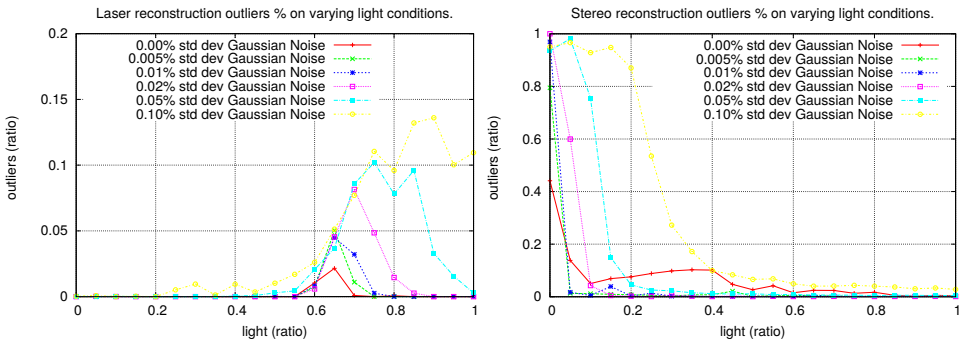 Laser reconstruction outliers % on varying light conditions.
0.00% std dev Gaussian Noise
0.005% std dev Gaussian Noise
0.01% std dev Gaussian Noise
0.02% std dev Gaussian Noise
0.05% std dev Gaussian Noise
0.10% std dev Gaussian Noise
0.2
0.15
0.1
0.05
0
outliers (ratio)
0 0.2 0.4 0.6 0.8 1
light (ratio)
Stereo reconstruction outliers % on varying light conditions.
0.00% std dev Gaussian Noise
0.005% std dev Gaussian Noise
0.01% std dev Gaussian Noise
0.02% std dev Gaussian Noise
0.05% std dev Gaussian Noise
0.10% std dev Gaussian Noise
1
0.8
0.6
0.4
0.2
0
outliers (ratio)
0 0.2 0.4 0.6 0.8 1
light (ratio)